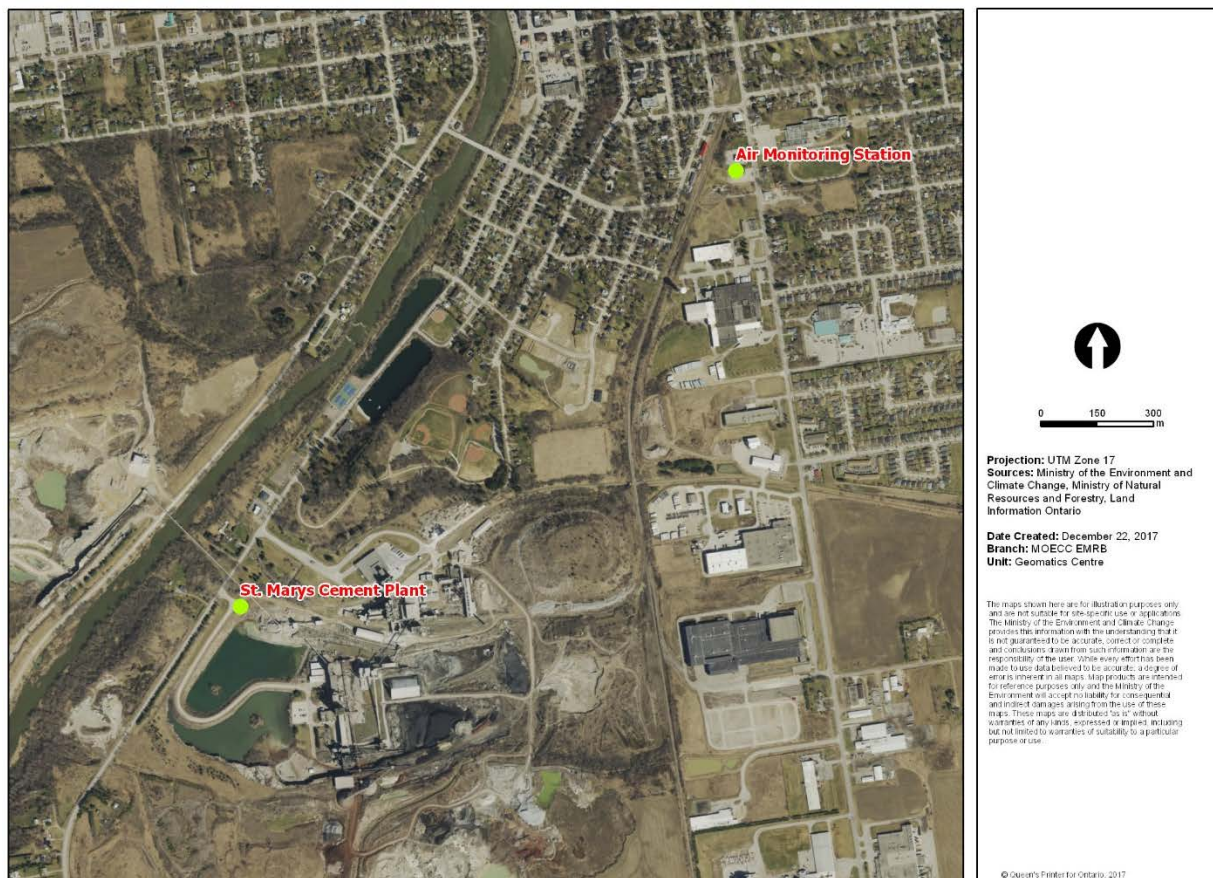 Air Monitoring Station
St. Marys Cement Plant
0 150 300
m
Projection: UTM Zone 17
Sources: Ministry of the Environment and
Climate Change, Ministry of Natural
Resources and Forestry, Land
Information Ontario
Date Created: December 22, 2017
Branch: MOECC EMRB
Unit: Geomatics Centre
The maps shown here are for illustration purposes only
and are not suitable for site-specific use or applications.
The Ministry of the Environment and Climate Change
provides this information with the understanding that it
is not guaranteed to be accurate, correct or complete
and conclusions drawn from such information are the
responsibility of the user. While every effort has been
made to use data believed to be accurate, a degree of
error is inherent in all maps. Map products are intended
for reference purposes only and the Ministry of the
Environment will accept no liability for consequential
and indirect damages arising from the use of these
maps. These maps are distributed "as is" without
warranties of any kinds, expressed or implied, including
but not limited to warranties of suitability to a particular
purpose or use.
© Queen's Printer for Ontario, 2017